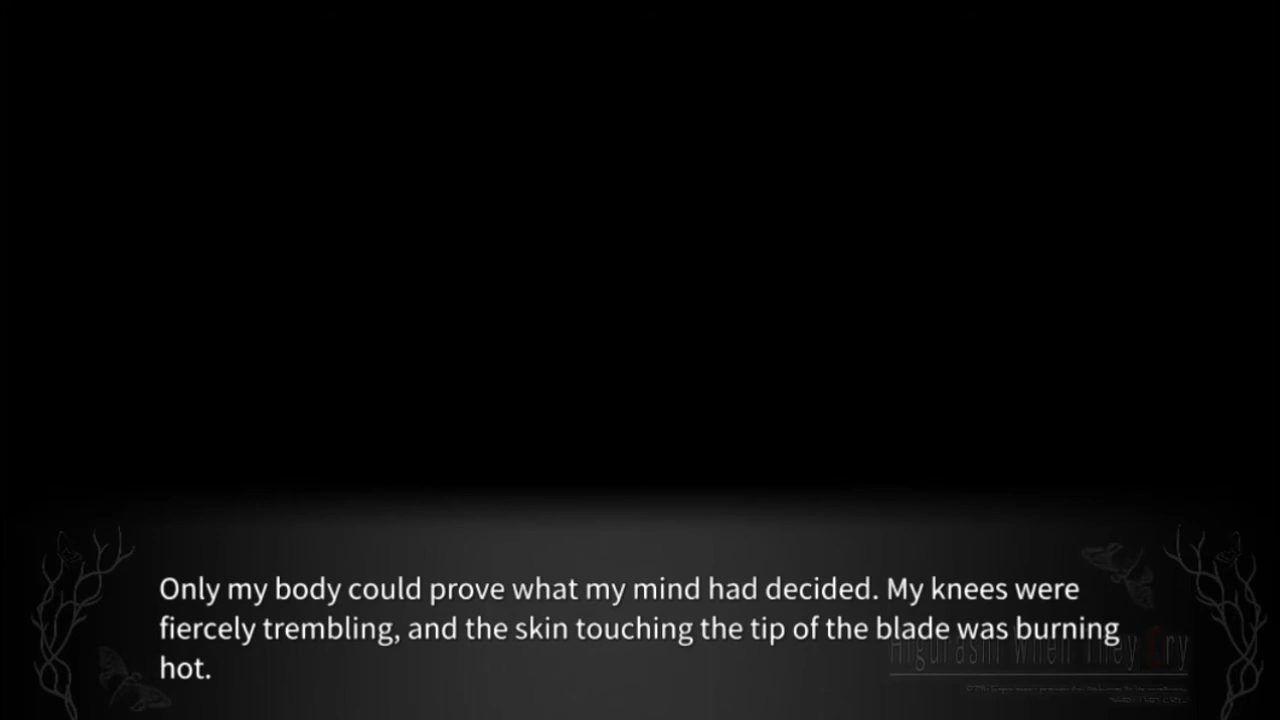 Only my body could prove what my mind had decided. My knees were
fiercely trembling, and the skin touching the tip of the blade was burning
hot.
Higurashi When They Cry